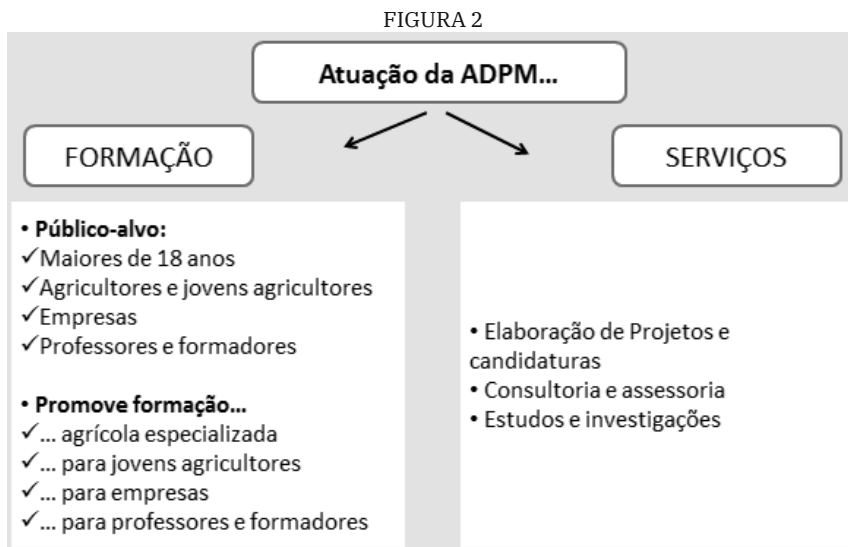 FIGURA 2
Atuação da ADPM...
FORMAÇÃO
SERVIÇOS
• Público-alvo:
✓Maiores de 18 anos
✓Agricultores e jovens agricultores
✓Empresas
✓Professores e formadores
• Promove formação...
✓... agrícola especializada
✓... para jovens agricultores
✓... para empresas
✓... para professores e formadores
• Elaboração de Projetos e
candidaturas
• Consultoria e assessoria
• Estudos e investigações